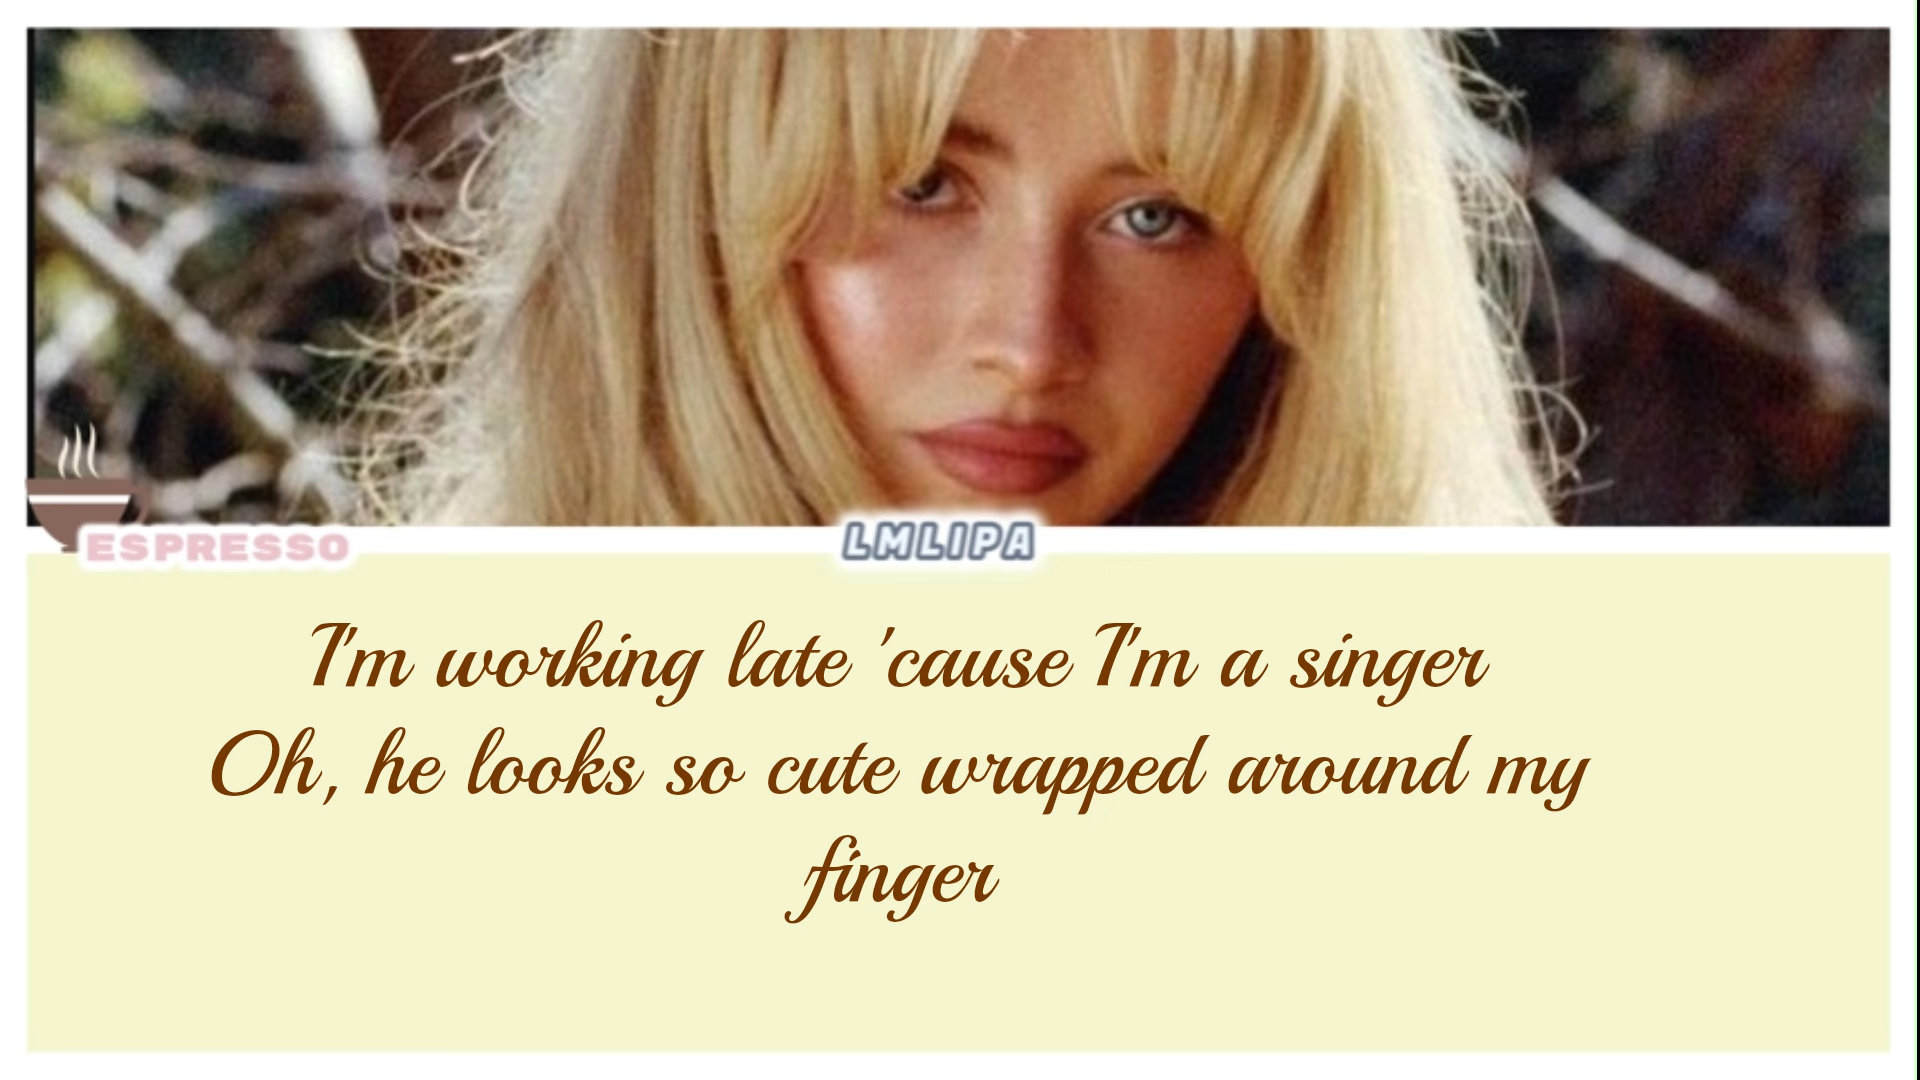 ESPRESSO
LMLIPA
I'm working late 'cause I'm a singer
Oh, he looks so cute wrapped around my
finger